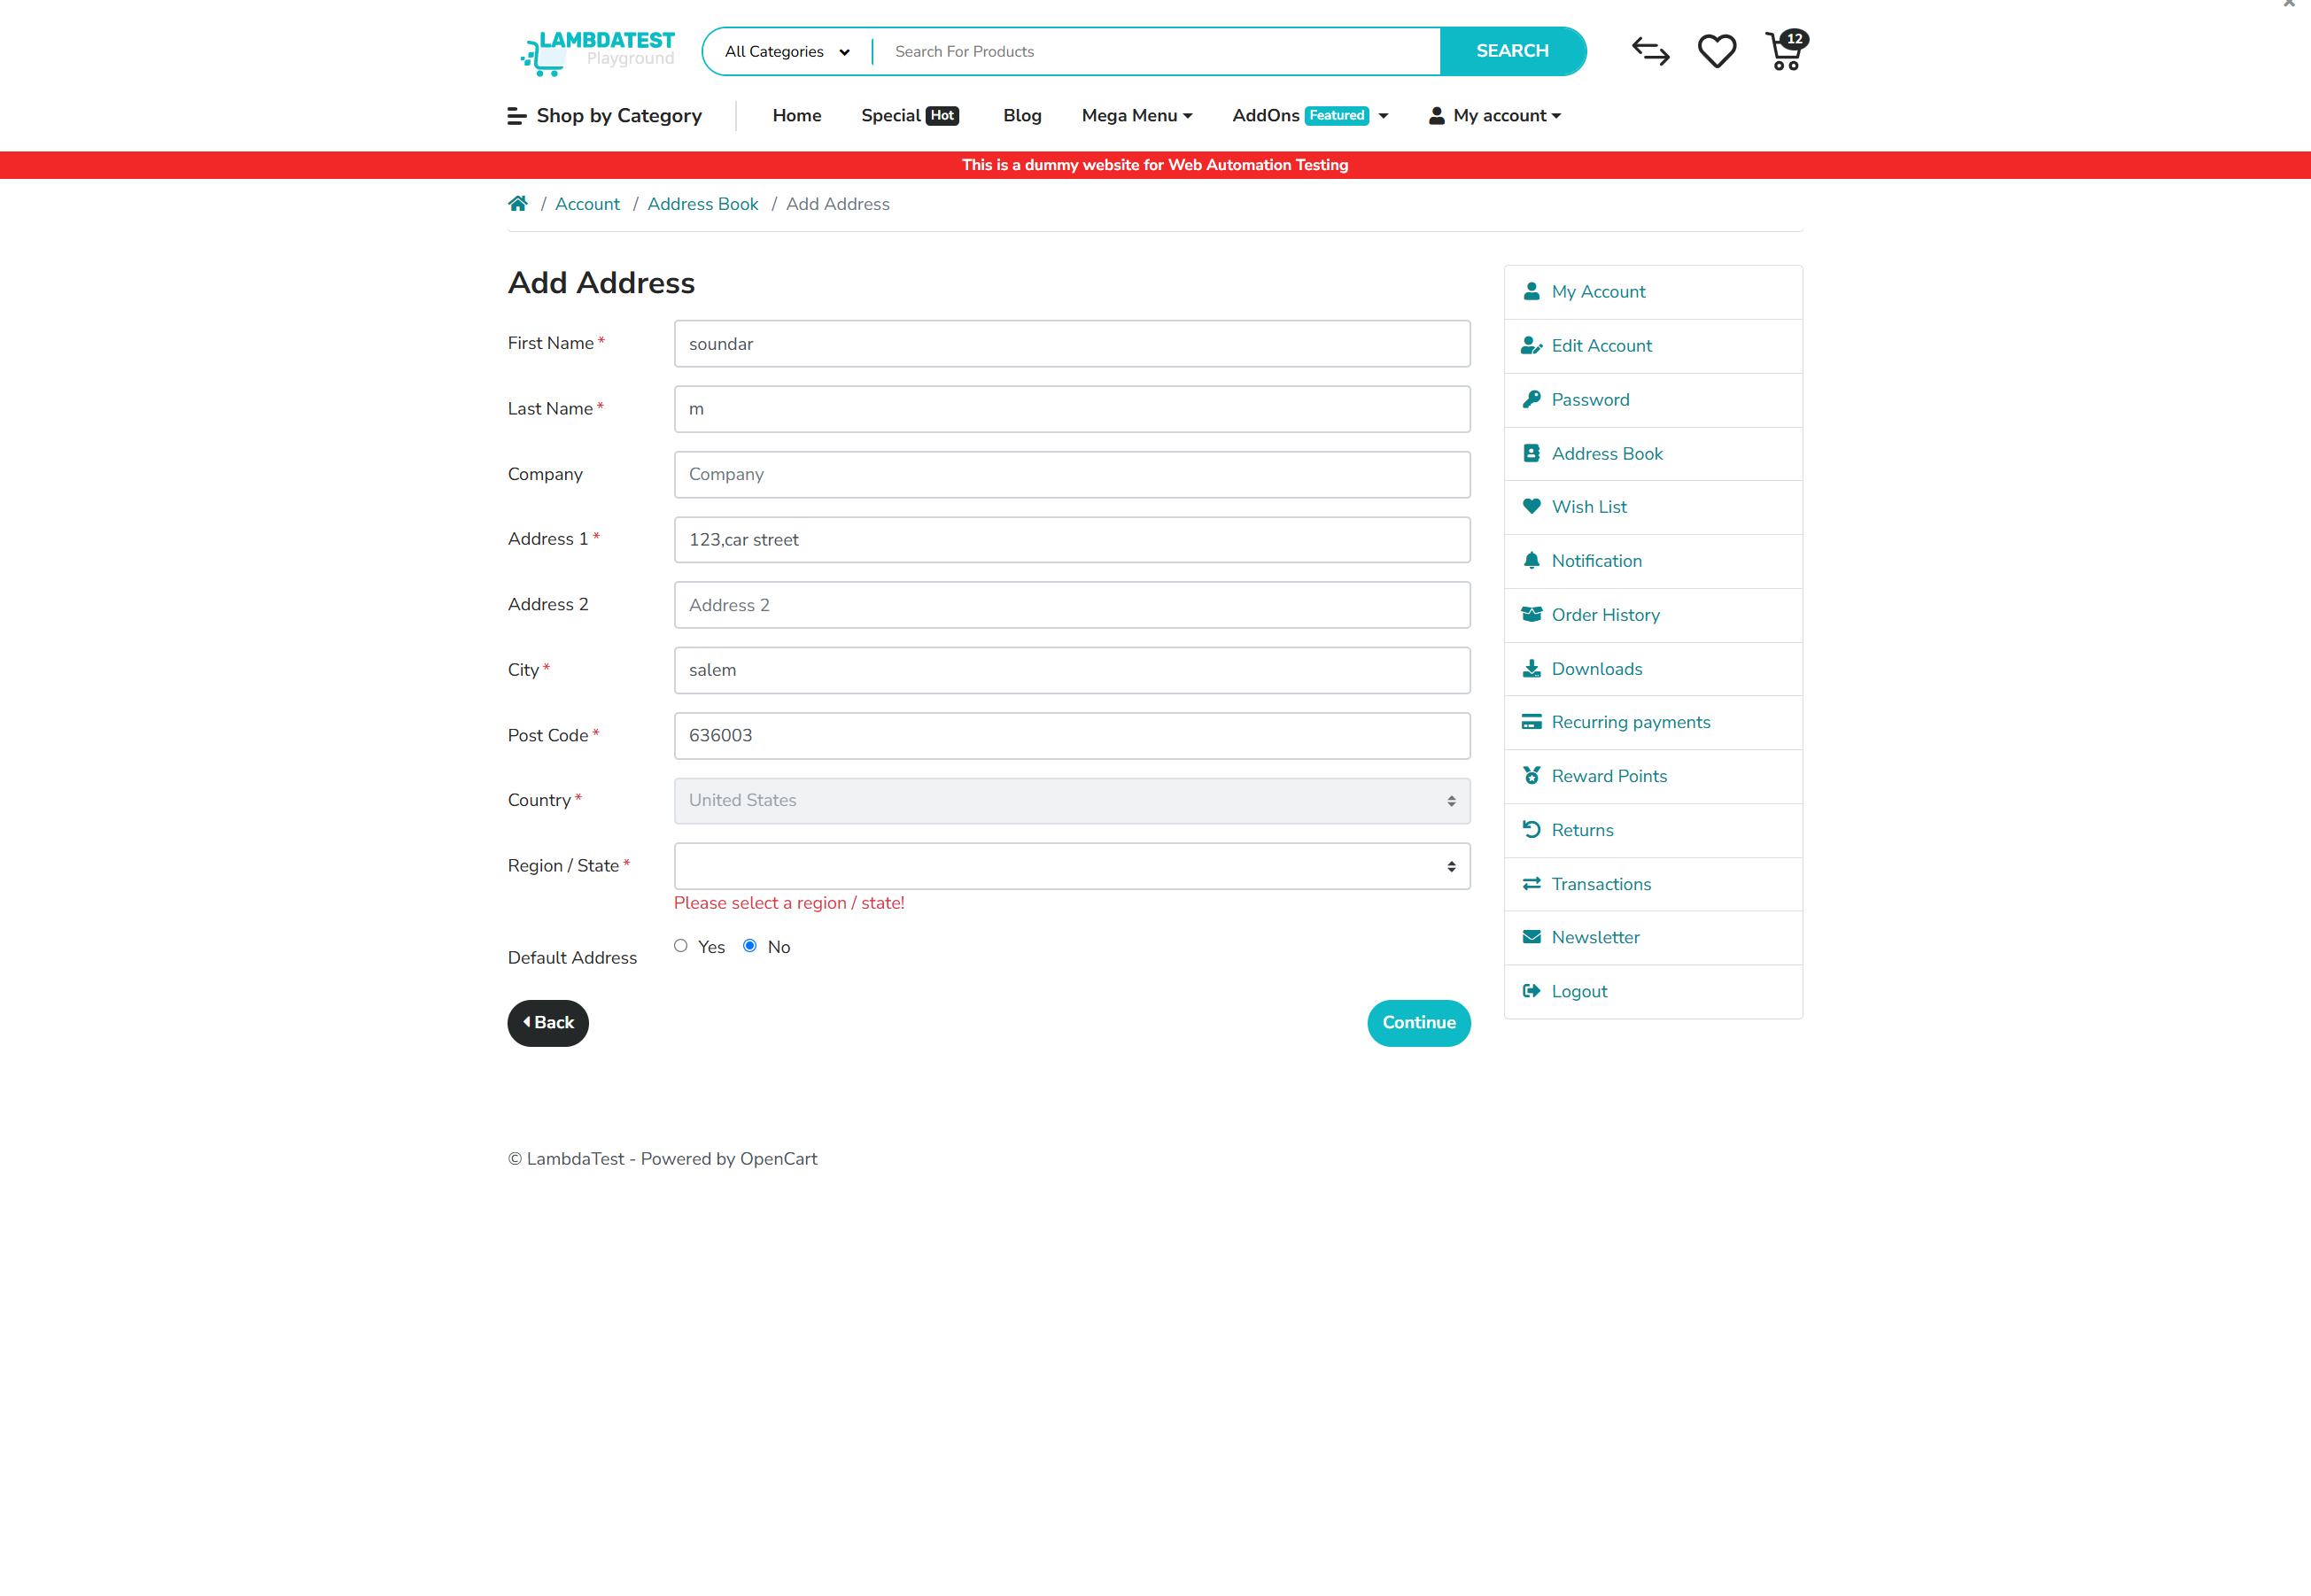 LAMBDATEST
Playground
All Categories
Search For Products
SEARCH
12
Shop by Category
Home
Special Hot
Blog
Mega Menu
AddOns Featured
My account
This is a dummy website for Web Automation Testing
/ Account / Address Book / Add Address
Add Address
First Name *
soundar
Last Name *
m
Company
Company
Address 1 *
123,car street
Address 2
Address 2
City *
salem
Post Code *
636003
Country *
United States
Region / State *
Please select a region / state!
Default Address
Yes
No
Back
Continue
My Account
Edit Account
Password
Address Book
Wish List
Notification
Order History
Downloads
Recurring payments
Reward Points
Returns
Transactions
Newsletter
Logout
© LambdaTest - Powered by OpenCart